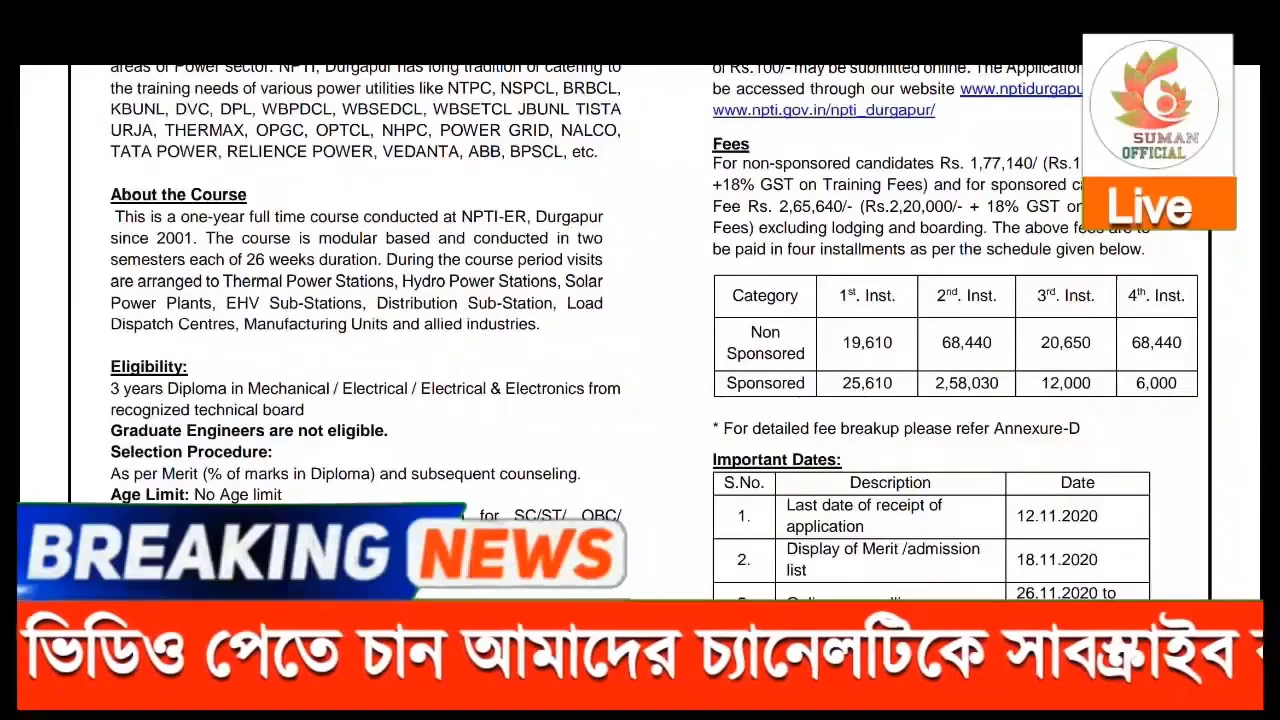 areas of Power sector. NPTI, Durgapur has long tradition of catering to
the training needs of various power utilities like NTPC, NSPCL, BRBCL,
KBUNL, DVC, DPL, WBPDCL, WBSEDCL, WBSETCL JBUNL TISTA
URJA, THERMAX, OPGC, OPTCL, NHPC, POWER GRID, NALCO,
TATA POWER, RELIENCE POWER, VEDANTA, ABB, BPSCL, etc.
About the Course
This is a one-year full time course conducted at NPTI-ER, Durgapur
since 2001. The course is modular based and conducted in two
semesters each of 26 weeks duration. During the course period visits
are arranged to Thermal Power Stations, Hydro Power Stations, Solar
Power Plants, EHV Sub-Stations, Distribution Sub-Station, Load
Dispatch Centres, Manufacturing Units and allied industries.
Eligibility:
3 years Diploma in Mechanical / Electrical / Electrical & Electronics from
recognized technical board
Graduate Engineers are not eligible.
Selection Procedure:
As per Merit (% of marks in Diploma) and subsequent counseling.
Age Limit: No Age limit
for SC/ST/ OBC/
of Rs.100/- may be submitted online. The Application
be accessed through our website www.nptidurgapu
www.npti.gov.in/npti_durgapur/
Fees
For non-sponsored candidates Rs. 1,77,140/- (Rs.1
+18% GST on Training Fees) and for sponsored
Fee Rs. 2,65,640/- (Rs.2,20,000/- + 18% GST on
Fees) excluding lodging and boarding. The above fees are to
be paid in four installments as per the schedule given below.
Category 1st. Inst. 2nd. Inst. 3rd. Inst. 4th. Inst.
Non
Sponsored 19,610 68,440 20,650 68,440
Sponsored 25,610 2,58,030 12,000 6,000
* For detailed fee breakup please refer Annexure-D
Important Dates:
S.No. Description Date
1. Last date of receipt of
application 12.11.2020
2. Display of Merit /admission
list 18.11.2020
26.11.2020 to
SUMAN
OFFICIAL
Live
BREAKING NEWS
ভিডিও পেতে চান আমাদের চ্যানেলটিকে সাবস্ক্রাইব